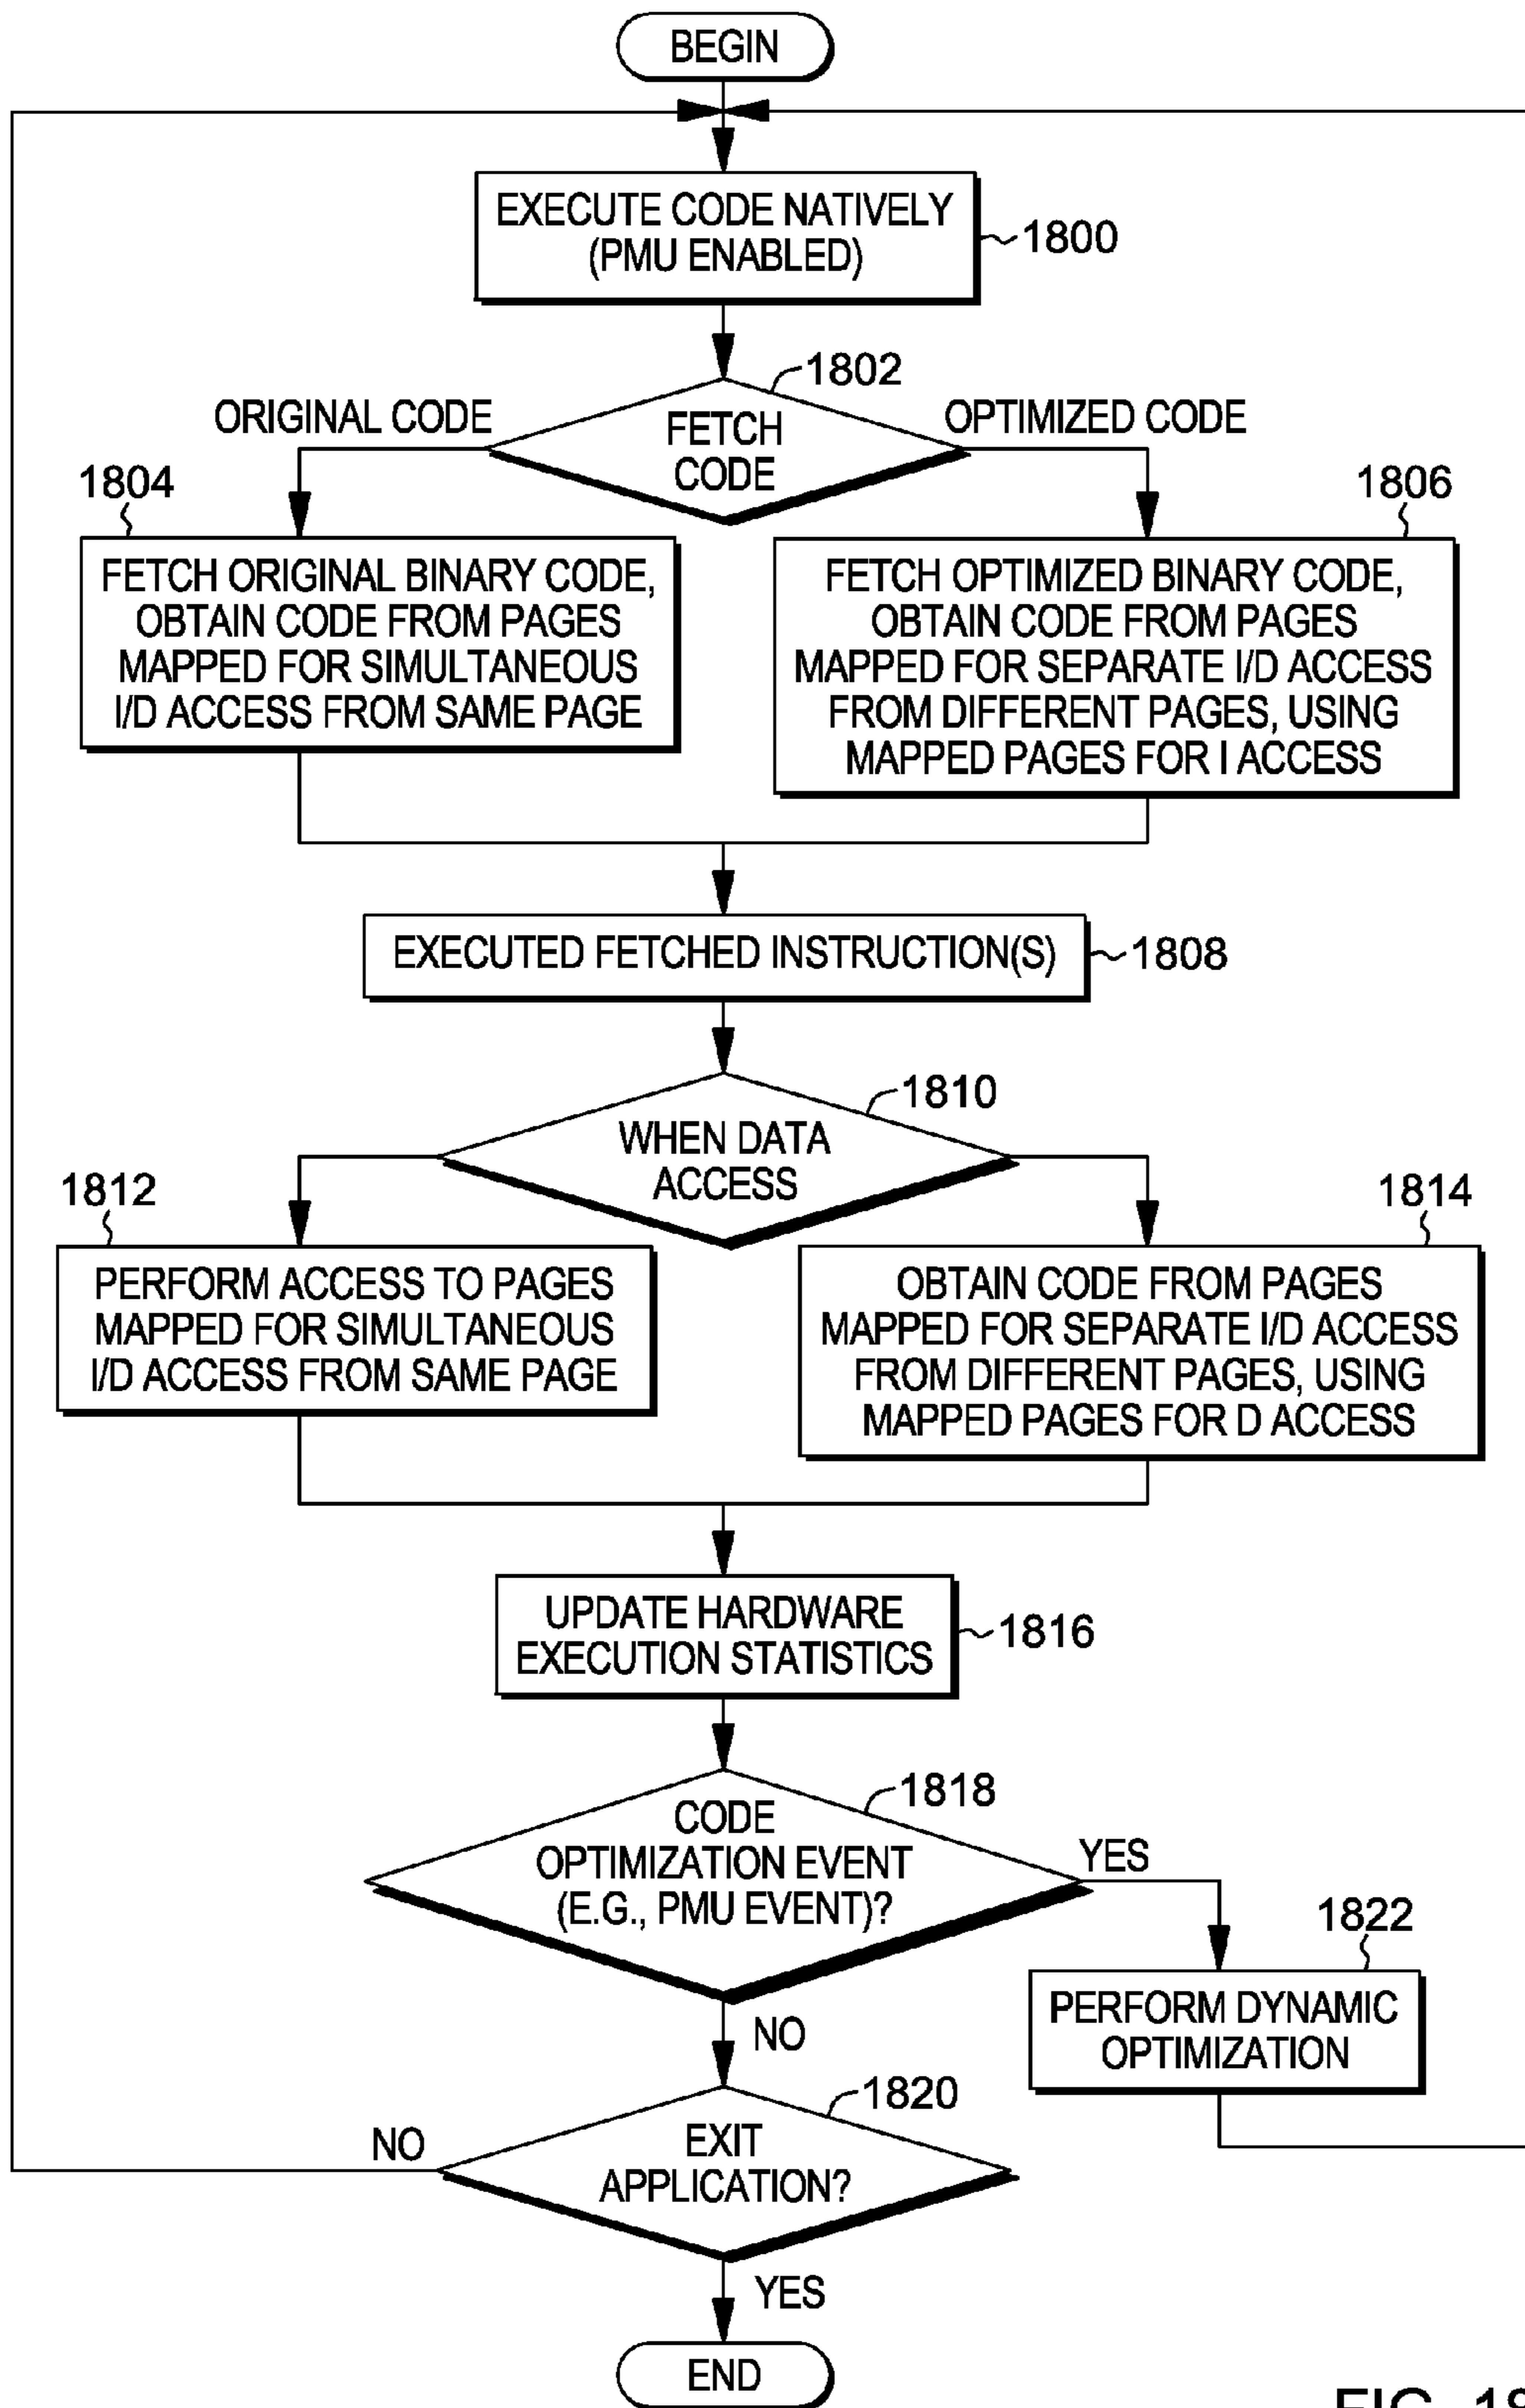 BEGIN
EXECUTE CODE NATIVELY
(PMU ENABLED)
1800
1802
ORIGINAL CODE
FETCH
CODE
OPTIMIZED CODE
1804
FETCH ORIGINAL BINARY CODE,
OBTAIN CODE FROM PAGES
MAPPED FOR SIMULTANEOUS
I/D ACCESS FROM SAME PAGE
1806
FETCH OPTIMIZED BINARY CODE,
OBTAIN CODE FROM PAGES
MAPPED FOR SEPARATE I/D ACCESS
FROM DIFFERENT PAGES, USING
MAPPED PAGES FOR I ACCESS
EXECUTED FETCHED INSTRUCTION(S)
1808
1810
WHEN DATA
ACCESS
1812
PERFORM ACCESS TO PAGES
MAPPED FOR SIMULTANEOUS
I/D ACCESS FROM SAME PAGE
1814
OBTAIN CODE FROM PAGES
MAPPED FOR SEPARATE I/D ACCESS
FROM DIFFERENT PAGES, USING
MAPPED PAGES FOR D ACCESS
UPDATE HARDWARE
EXECUTION STATISTICS
1816
1818
CODE
OPTIMIZATION EVENT
(E.G., PMU EVENT)?
YES
1822
PERFORM DYNAMIC
OPTIMIZATION
NO
1820
EXIT
APPLICATION?
NO
YES
END
FIG. 18